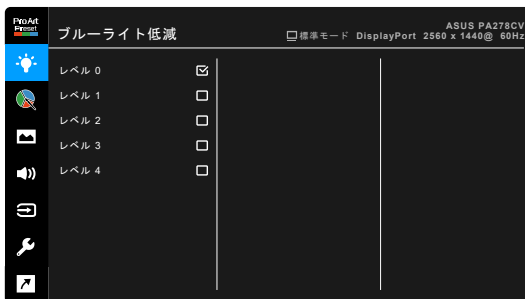 ProArt
Preset
ブルーライト低減
ASUS PA278CV
標準モード DisplayPort 2560 x 1440@ 60Hz
レベル 0
レベル 1
レベル 2
レベル 3
レベル 4